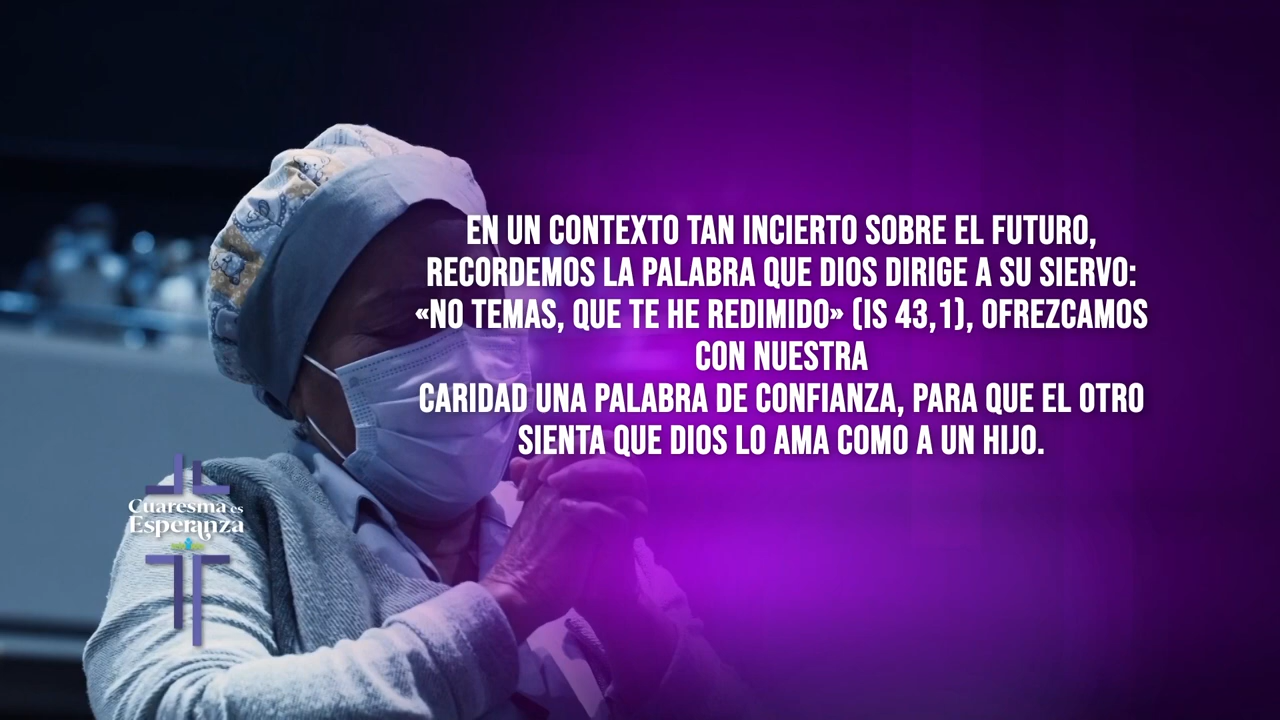 EN UN CONTEXTO TAN INCIERTO SOBRE EL FUTURO,
RECORDEMOS LA PALABRA QUE DIOS DIRIGE A SU SIERVO:
«NO TEMAS, QUE TE HE REDIMIDO» (IS 43,1), OFREZCAMOS
CON NUESTRA
CARIDAD UNA PALABRA DE CONFIANZA, PARA QUE EL OTRO
SIENTA QUE DIOS LO AMA COMO A UN HIJO.
Cuaresma es
Esperanza